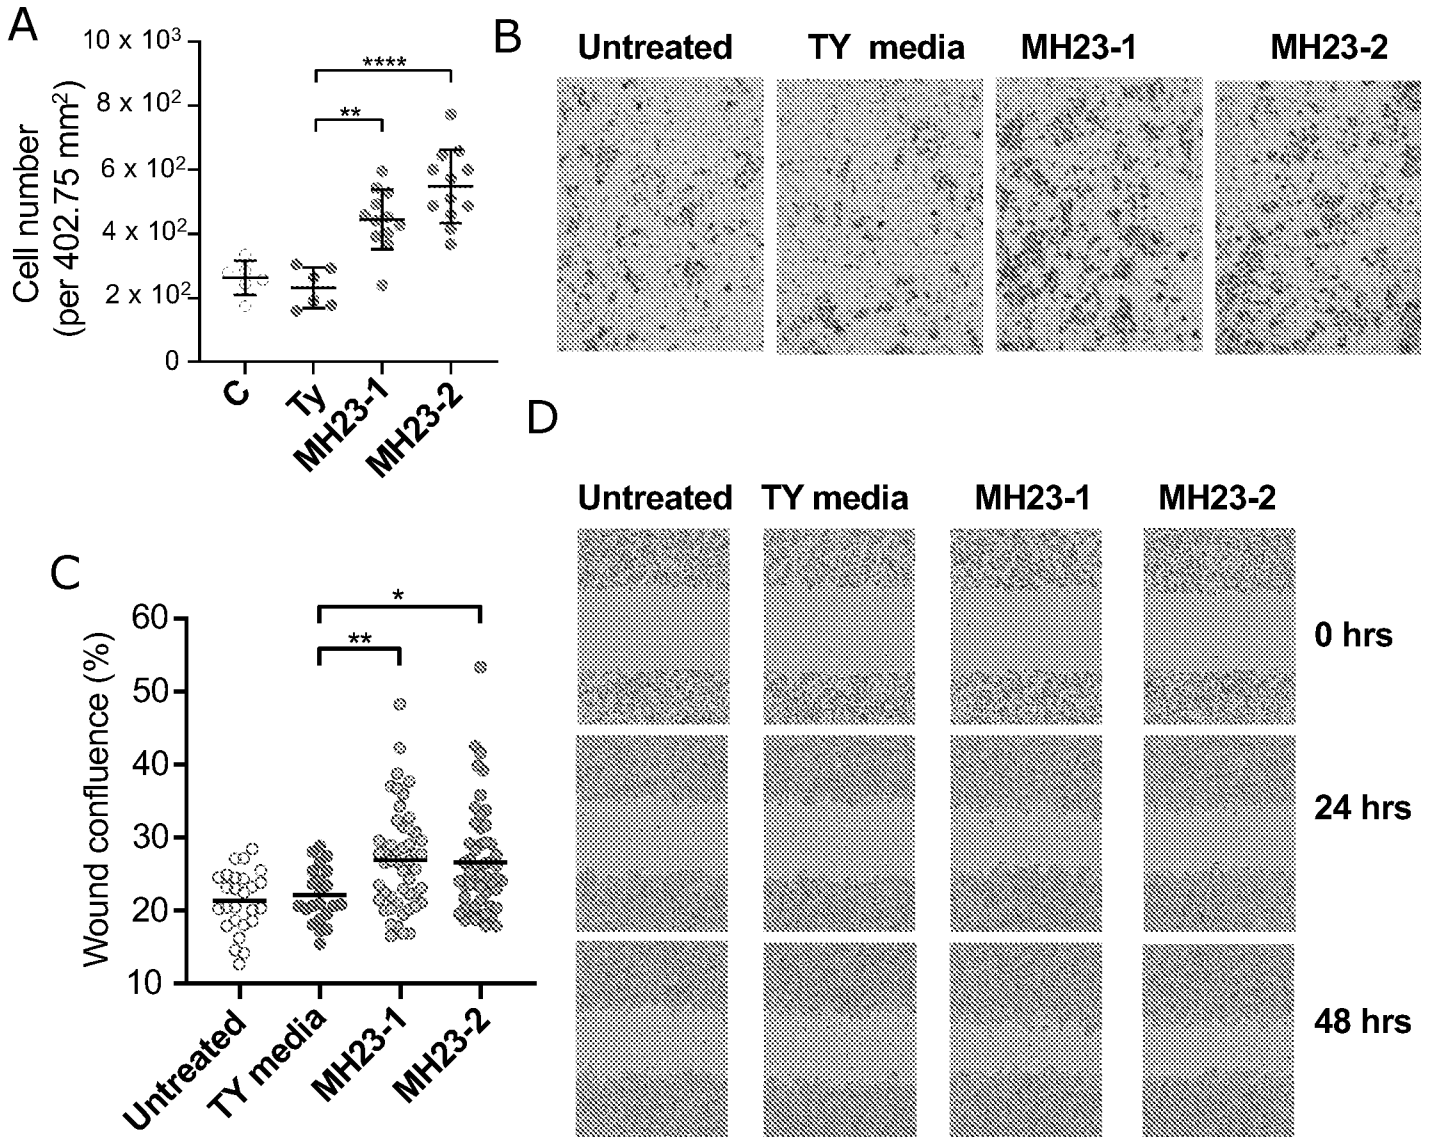 A
10 x 10³
8 x 10²
6 x 10²
4 x 10²
2 x 10²
0
Cell number
(per 402.75 mm²)
****
**
C
Ty
MH23-1
MH23-2
B
Untreated
TY media
MH23-1
MH23-2
C
60
50
40
30
20
10
Wound confluence (%)
*
**
Untreated
TY media
MH23-1
MH23-2
D
Untreated
TY media
MH23-1
MH23-2
0 hrs
24 hrs
48 hrs